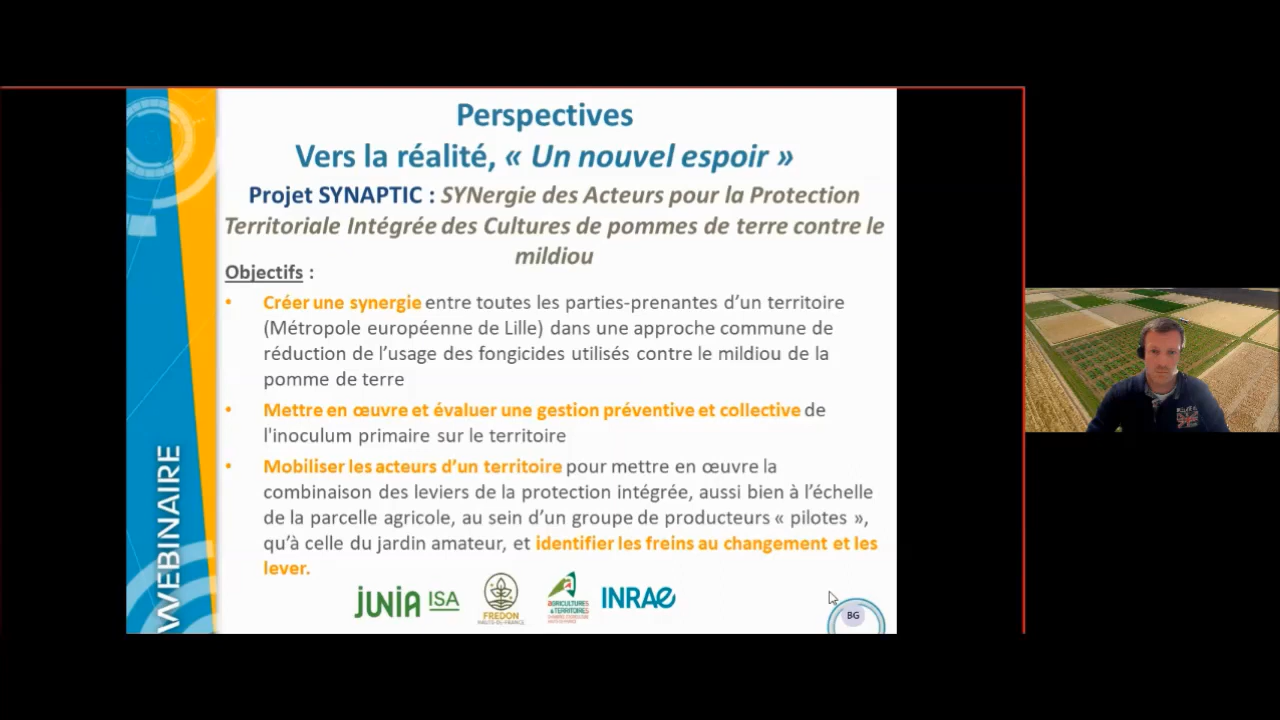 Perspectives
Vers la réalité, « Un nouvel espoir »
Projet SYNAPTIC : SYNergie des Acteurs pour la Protection
Territoriale Intégrée des Cultures de pommes de terre contre le
mildiou
Objectifs :
• Créer une synergie entre toutes les parties-prenantes d’un territoire
(Métropole européenne de Lille) dans une approche commune de
réduction de l’usage des fongicides utilisés contre le mildiou de la
pomme de terre
• Mettre en œuvre et évaluer une gestion préventive et collective de
l'inoculum primaire sur le territoire
• Mobiliser les acteurs d’un territoire pour mettre en œuvre la
combinaison des leviers de la protection intégrée, aussi bien à l’échelle
de la parcelle agricole, au sein d’un groupe de producteurs « pilotes »,
qu’à celle du jardin amateur, et identifier les freins au changement et les
lever.
WEBINAIRE
JUNIA ISA
FREDON
HAUTS-DE-FRANCE
AGRICULTURES
& TERRITOIRES
INRAE
BG